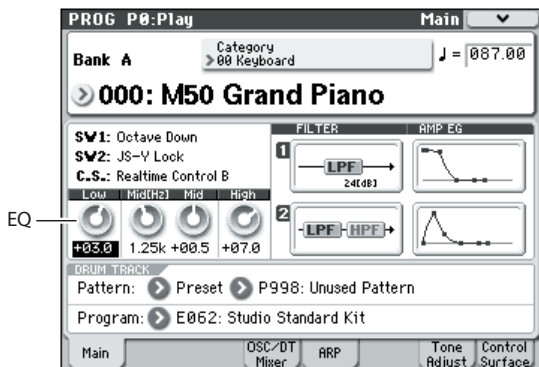 PROG P0:Play Main
Bank A
Category
00 Keyboard
♩ = 087.00
000: M50 Grand Piano
SW1: Octave Down
SW2: JS-Y Lock
C.S.: Realtime Control B
FILTER AMP EG
1 LPF
24[dB]
2 LPF HPF
EQ
Low Mid[Hz] Mid High
+03.0 1.25k +00.5 +07.0
DRUM TRACK
Pattern: Preset P998: Unused Pattern
Program: E062: Studio Standard Kit
Main
OSC/DT Mixer
ARP
Tone Adjust
Control Surface